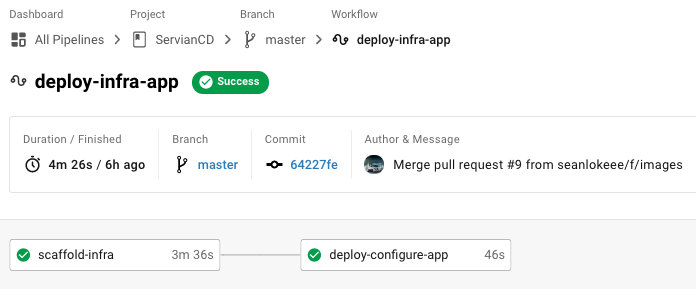 Dashboard Project Branch Workflow
All Pipelines ServianCD master deploy-infra-app
deploy-infra-app Success
Duration / Finished Branch Commit Author & Message
4m 26s / 6h ago master 64227fe Merge pull request #9 from seanlokeee/f/images
scaffold-infra 3m 36s deploy-configure-app 46s